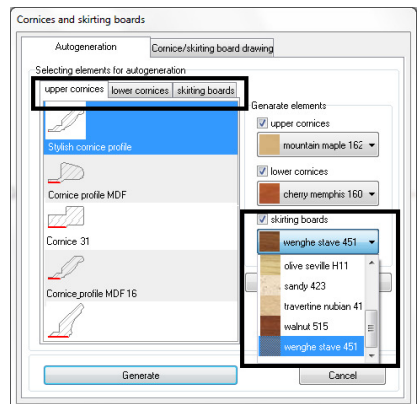 Cornices and skirting boards
Autogeneration
Cornice/skirting board drawing
Selecting elements for autogeneration
upper cornices
lower cornices
skirting boards
Stylish cornice profile
Cornice profile MDF
Cornice 31
Cornice_profile MDF 16
Genarate elements
upper cornices
mountain maple 162
lower cornices
cherry memphis 160
skirting boards
wenghe stave 451
olive seville H11
sandy 423
travertine nubian 41
walnut 515
wenghe stave 451
Generate
Cancel